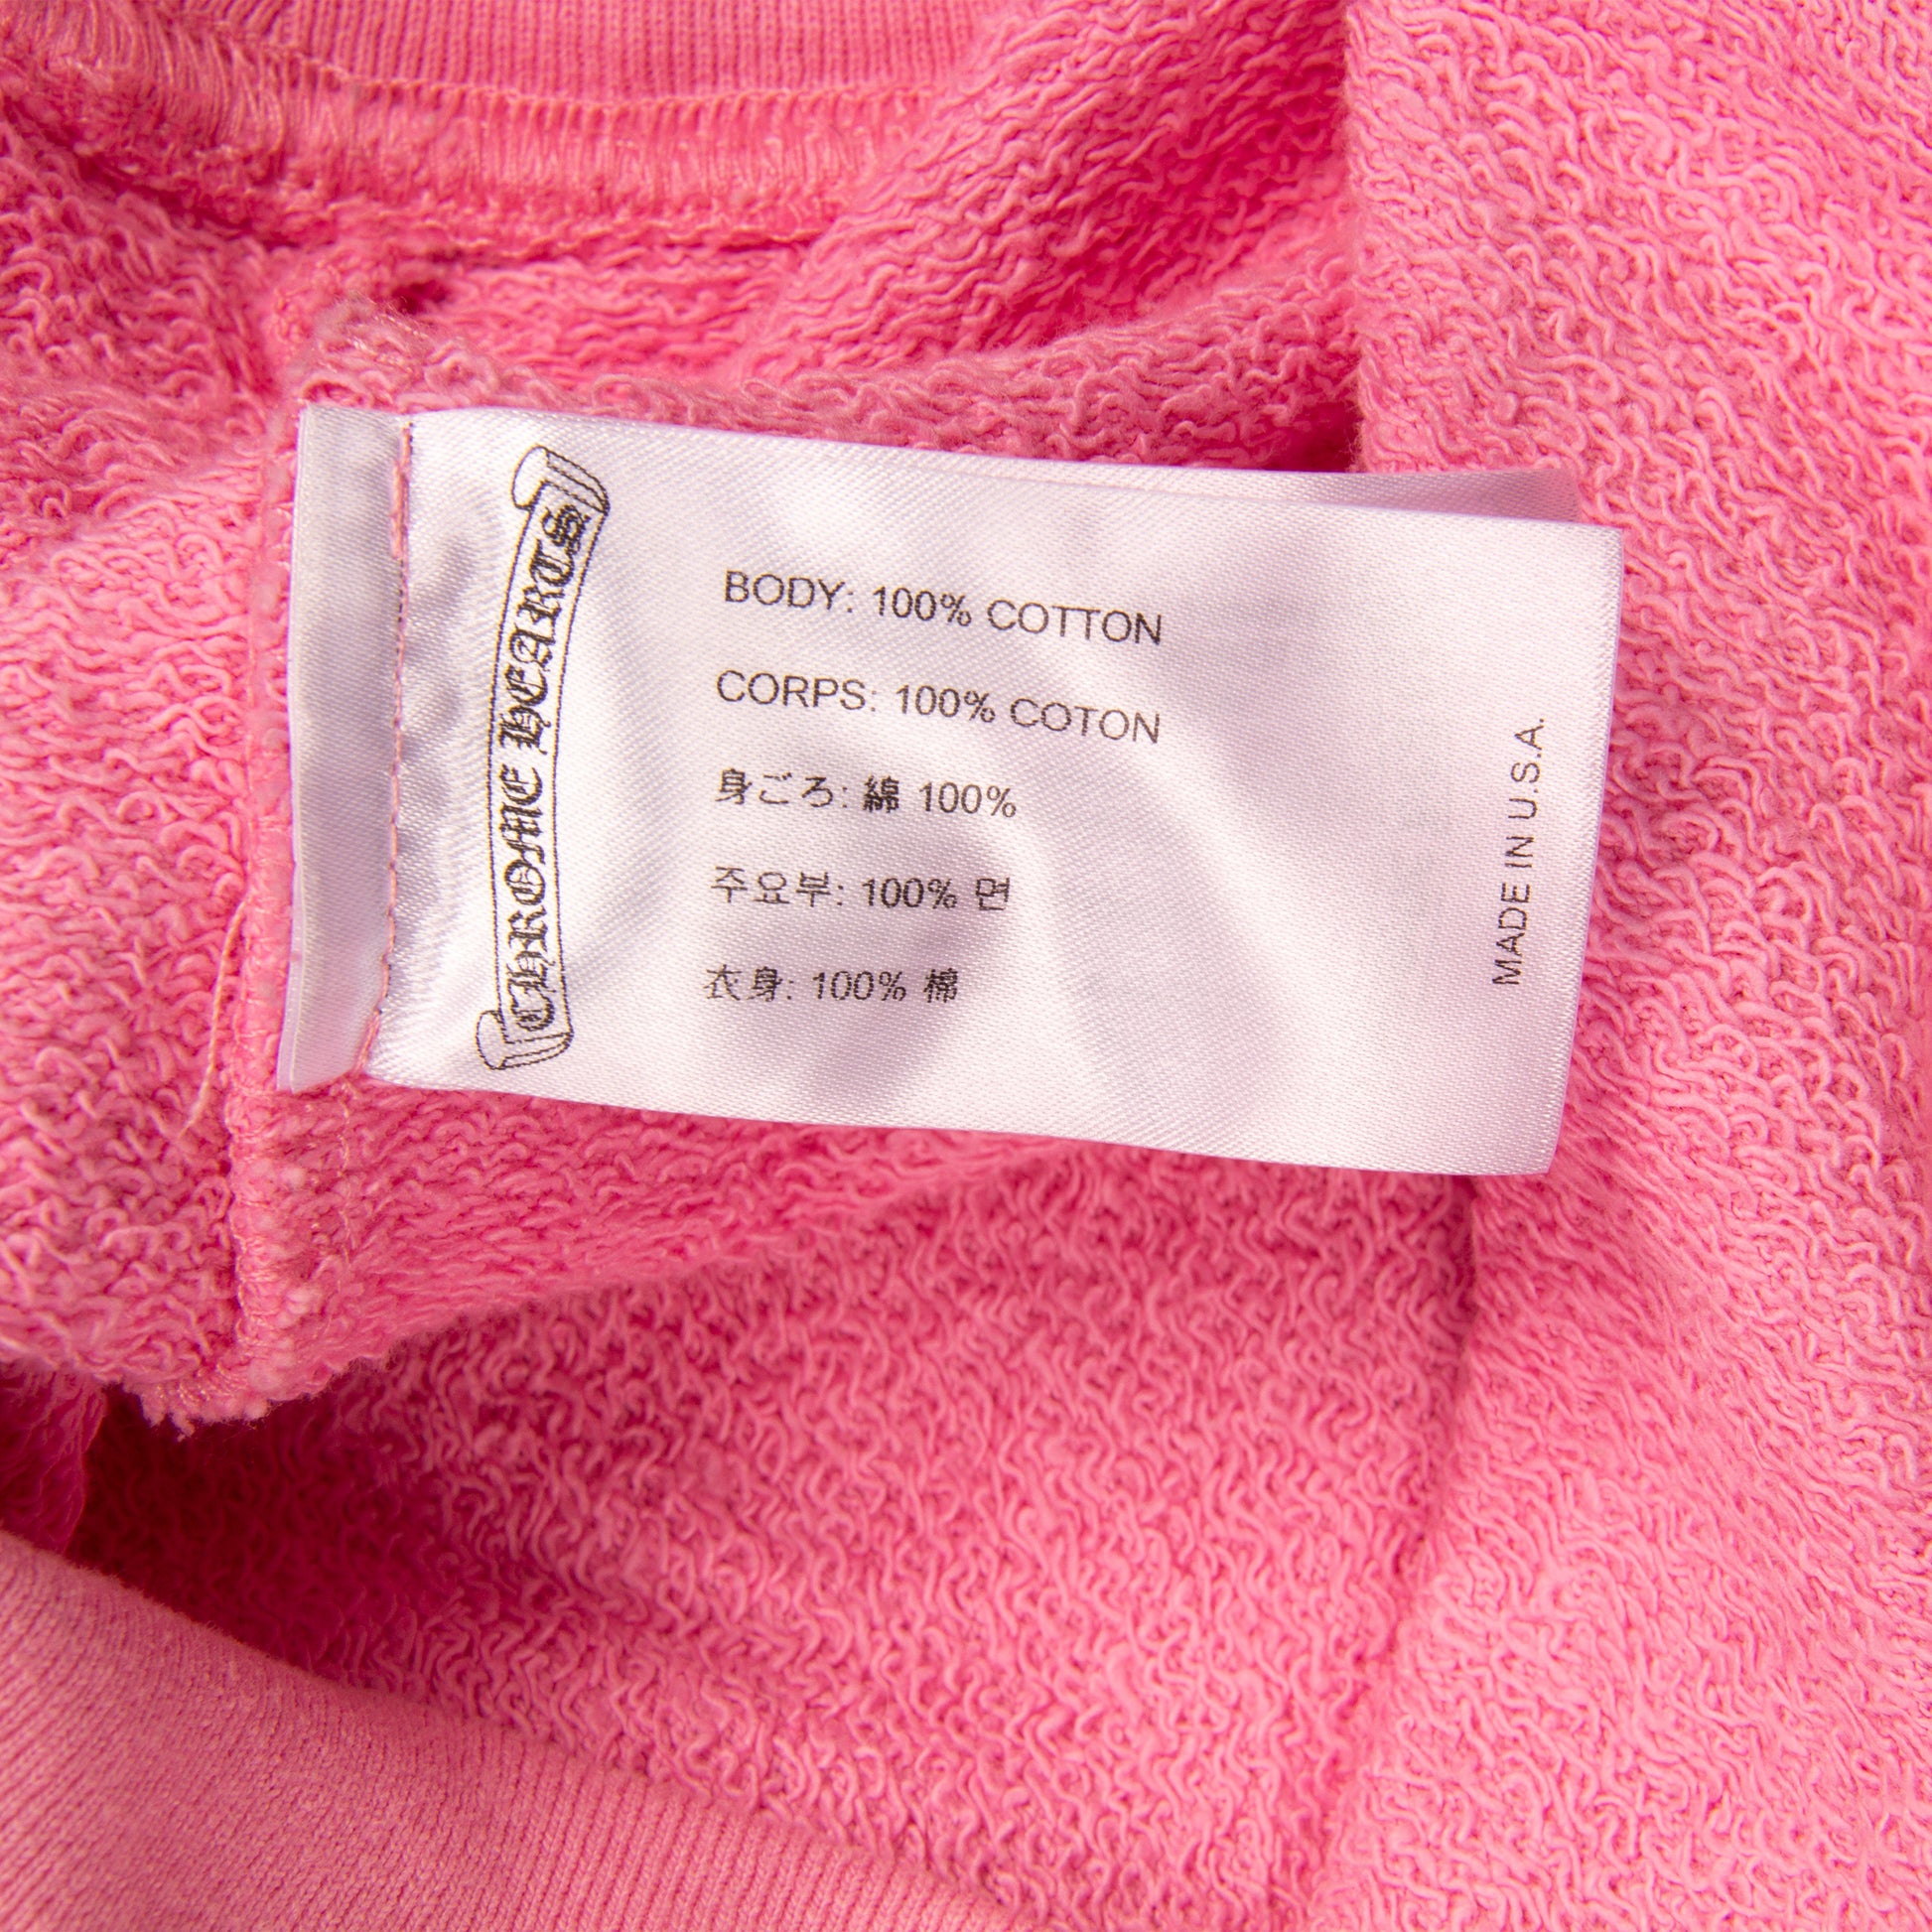 CHROME HEARTS
BODY: 100% COTTON
CORPS: 100% COTON
身ごろ: 綿 100%
주요부: 100% 면
衣身: 100% 棉
MADE IN U.S.A.